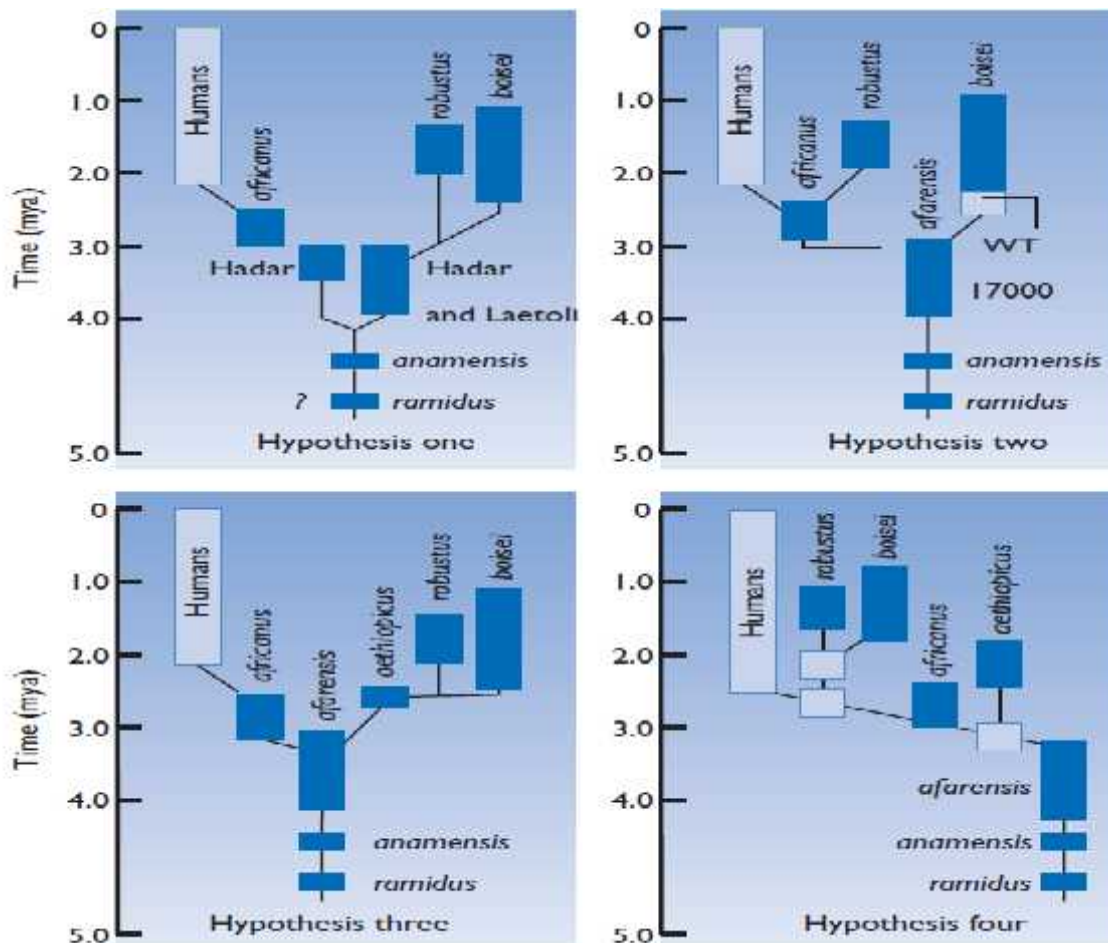 Time (mya)
0
1.0
2.0
3.0
4.0
5.0
Humans
africanus
robustus
boisei
Hadar
Hadar
and Laetoli
anamensis
?
ramidus
Hypothesis one
0
1.0
2.0
3.0
4.0
5.0
Humans
africanus
robustus
afarensis
boisei
WT
17000
anamensis
ramidus
Hypothesis two
Time (mya)
0
1.0
2.0
3.0
4.0
5.0
Humans
africanus
afarensis
aethiopicus
robustus
boisei
anamensis
ramidus
Hypothesis three
0
1.0
2.0
3.0
4.0
5.0
Humans
robustus
boisei
africanus
aethiopicus
afarensis
anamensis
ramidus
Hypothesis four